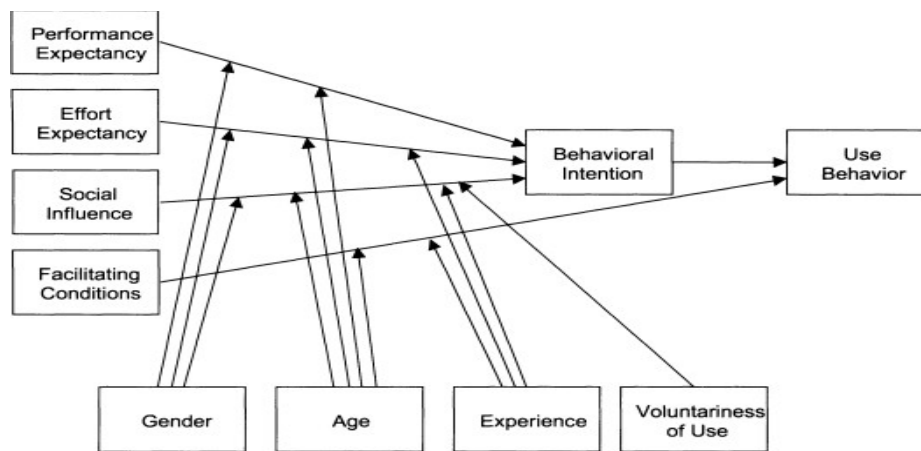 Performance
Expectancy
Effort
Expectancy
Social
Influence
Facilitating
Conditions
Behavioral
Intention
Use
Behavior
Gender
Age
Experience
Voluntariness
of Use